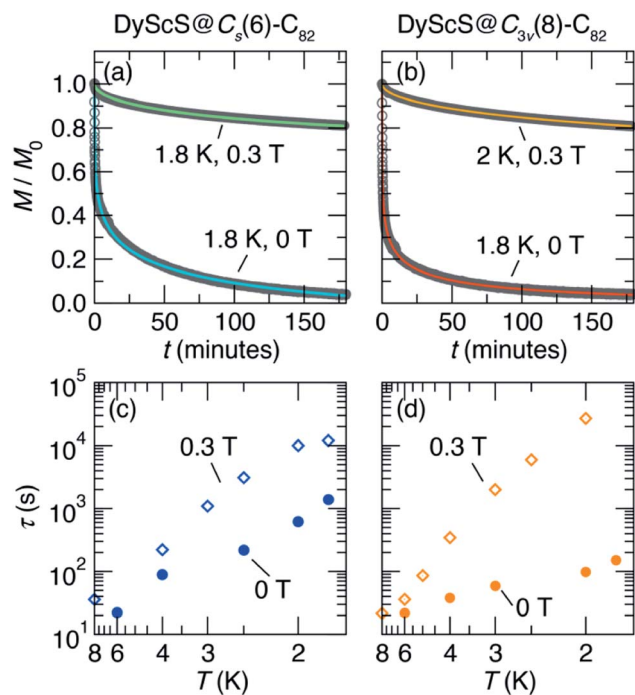 DyScS@Cs(6)-C82 DyScS@C3v(8)-C82
(a) (b)
1.0
0.8
0.6
0.4
0.2
0.0
M / M0
1.8 K, 0.3 T
1.8 K, 0 T
2 K, 0.3 T
1.8 K, 0 T
0 50 100 150 0 50 100 150
t (minutes) t (minutes)
(c) (d)
10^5
10^4
10^3
10^2
10^1
τ (s)
0.3 T
0 T
0.3 T
0 T
8 6 4 3 2 8 6 4 3 2
T (K) T (K)